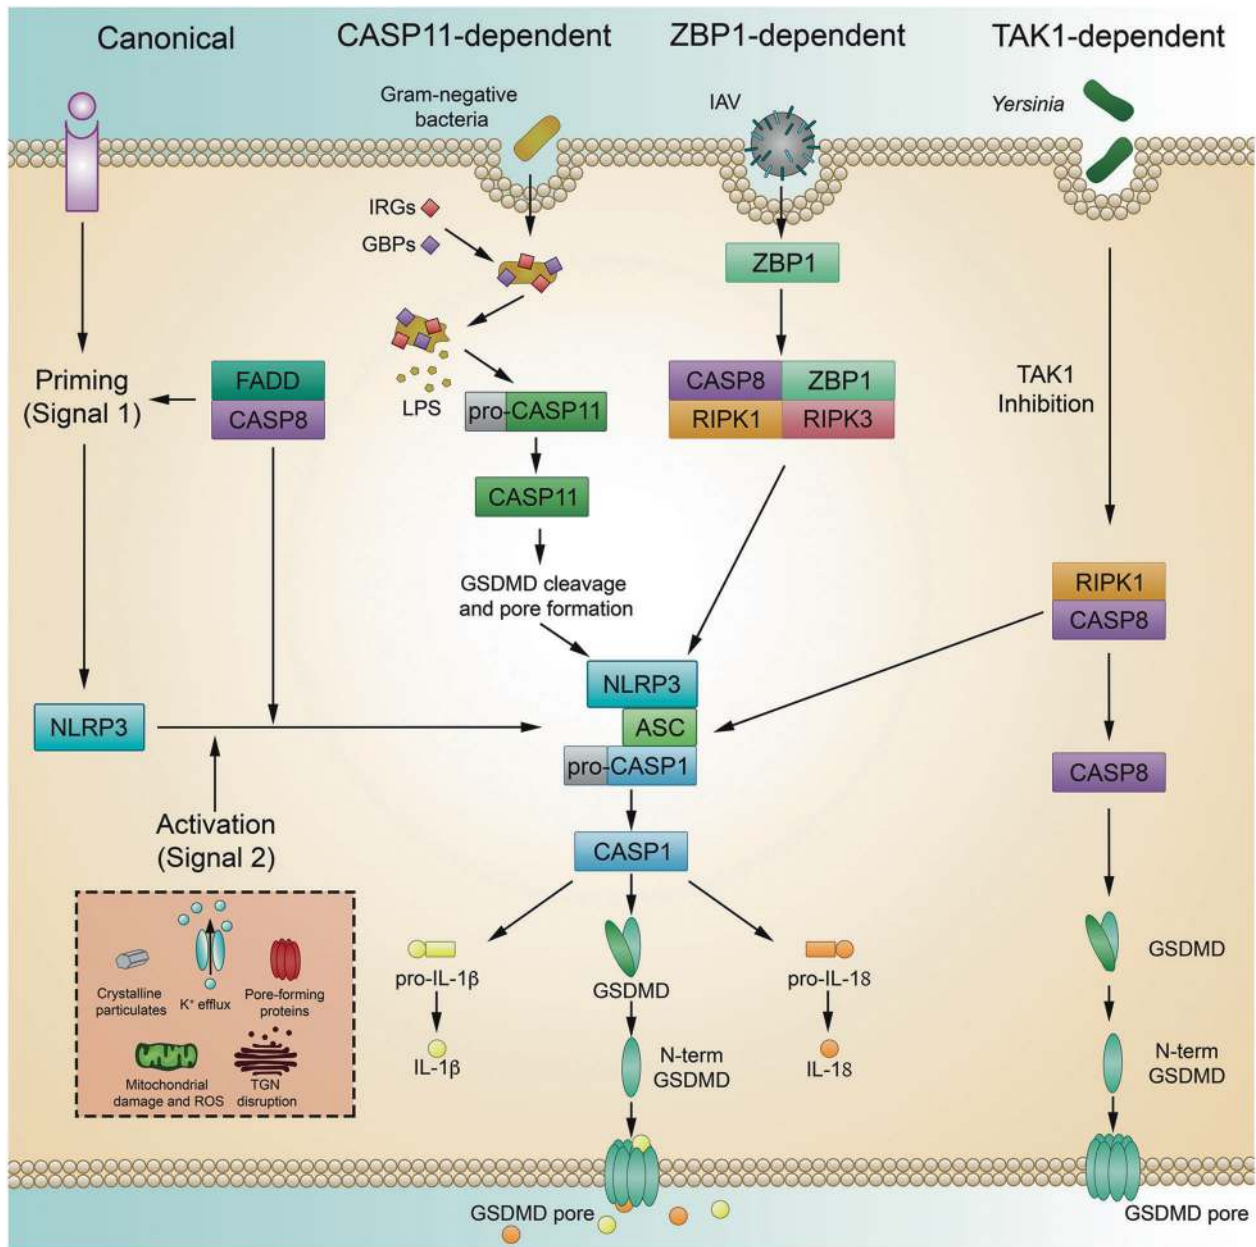 Canonical
CASP11-dependent
ZBP1-dependent
TAK1-dependent
Gram-negative
bacteria
IAV
Yersinia
IRGs
GBPs
ZBP1
LPS
Priming
(Signal 1)
FADD
CASP8
pro-CASP11
CASP11
CASP8
ZBP1
RIPK1
RIPK3
TAK1
Inhibition
GSDMD cleavage
and pore formation
RIPK1
CASP8
NLRP3
NLRP3
ASC
pro-CASP1
CASP8
Activation
(Signal 2)
CASP1
Crystalline
particulates
K⁺ efflux
Pore-forming
proteins
Mitochondrial
damage and ROS
TGN
disruption
pro-IL-1β
IL-1β
GSDMD
N-term
GSDMD
pro-IL-18
IL-18
GSDMD
N-term
GSDMD
GSDMD pore
GSDMD pore